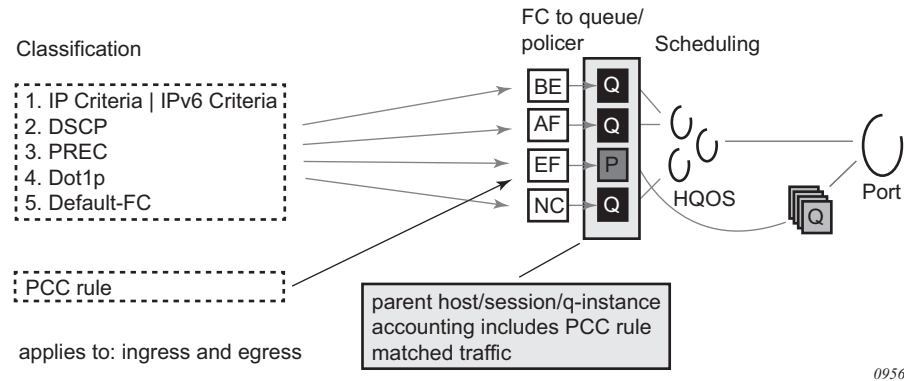 FC to queue/
policer
Classification
Scheduling
1. IP Criteria | IPv6 Criteria
2. DSCP
3. PREC
4. Dot1p
5. Default-FC
BE
Q
AF
Q
EF
P
NC
Q
HQOS
Q
Port
PCC rule
parent host/session/q-instance
accounting includes PCC rule
matched traffic
applies to: ingress and egress
0956